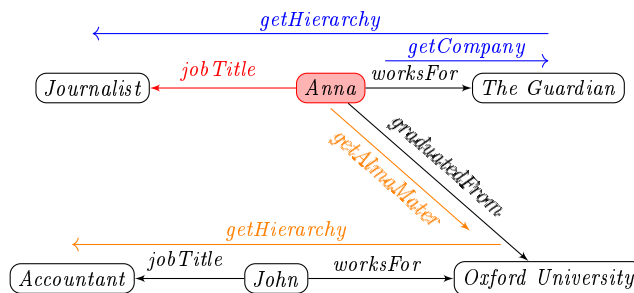 getHierarchy
getCompany
Journalist
jobTitle
Anna
worksFor
The Guardian
graduatedFrom
getAlmaMater
getHierarchy
Accountant
jobTitle
John
worksFor
Oxford University